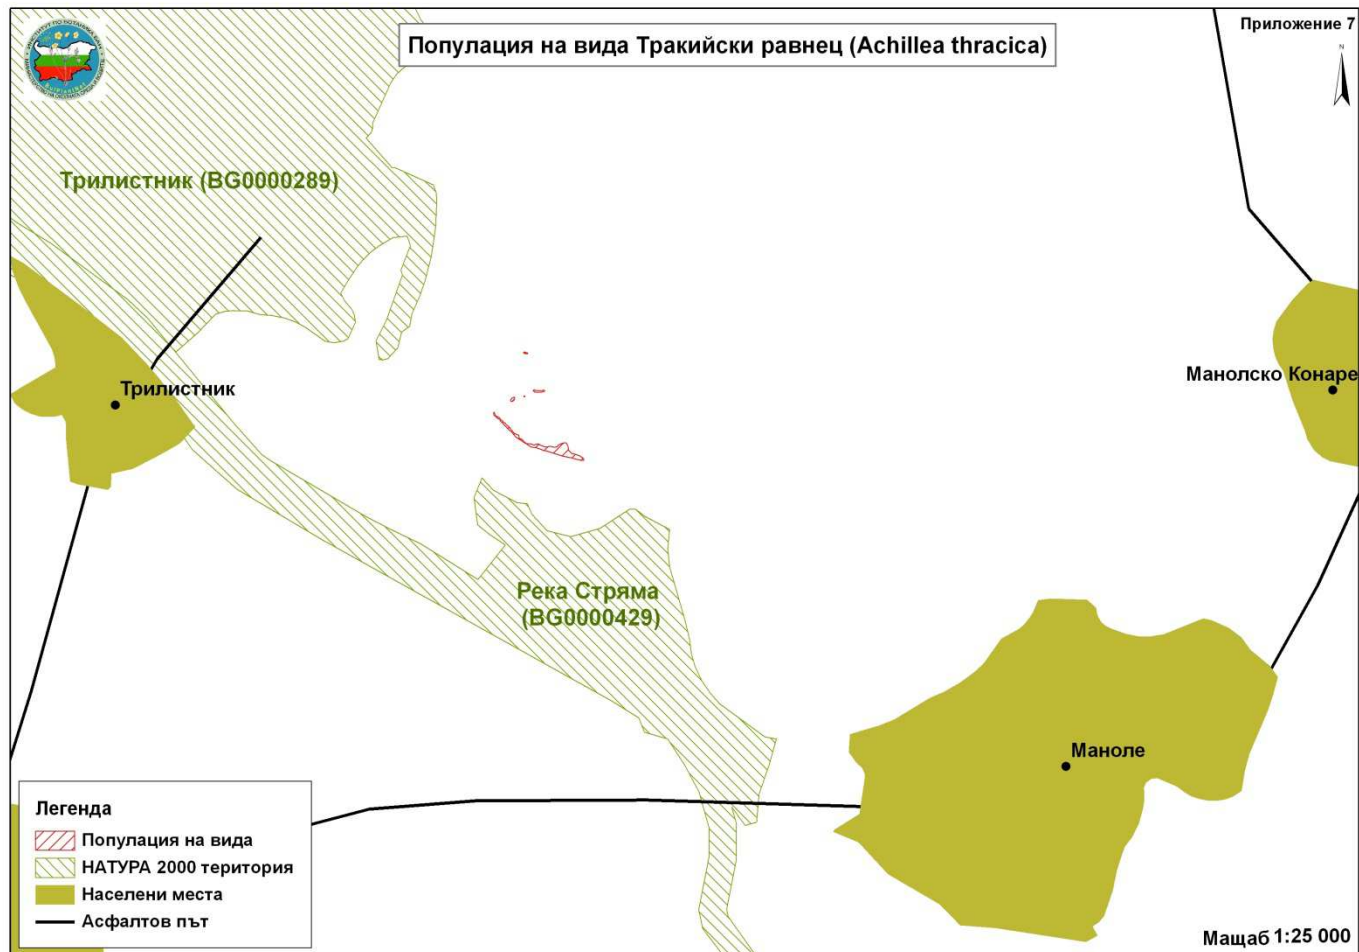 Приложение 7
Популация на вида Тракийски равнец (Achillea thracica)
N
Трилистник (BG0000289)
Трилистник
Манолско Конаре
Река Стряма
(BG0000429)
Маноле
Легенда
Популация на вида
НАТУРА 2000 територия
Населени места
Асфалтов път
Мащаб 1:25 000